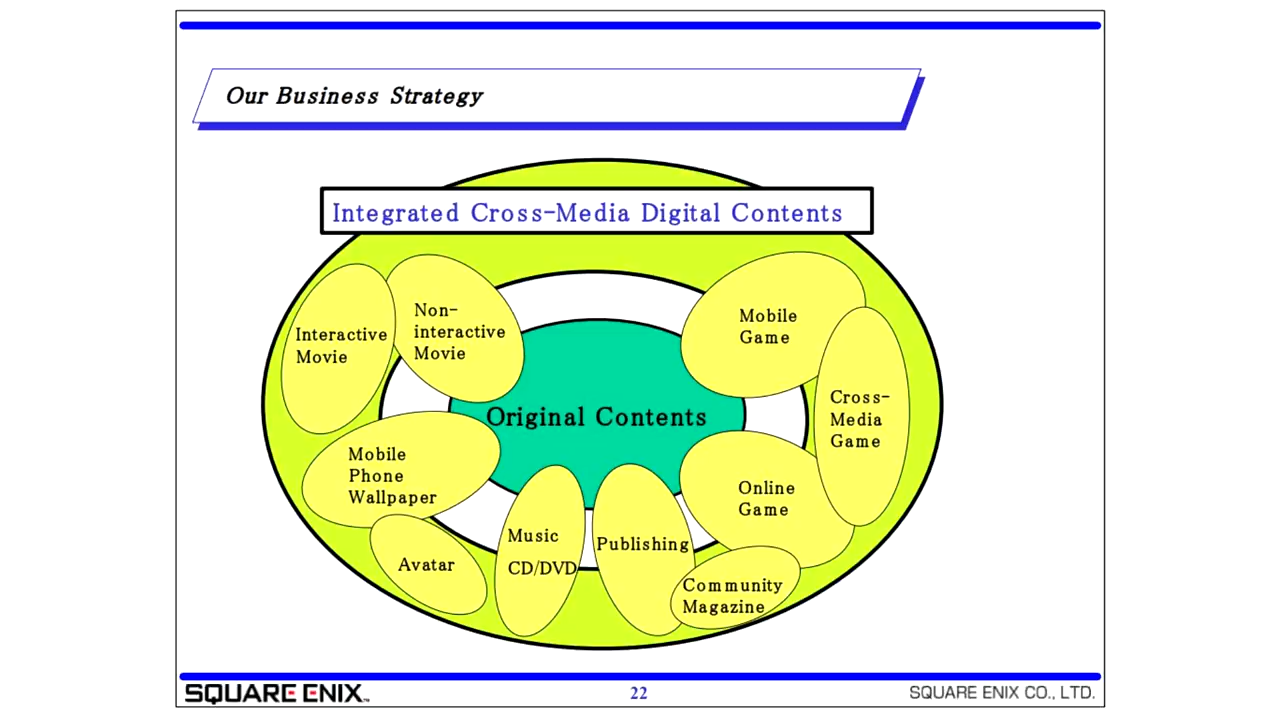 Our Business Strategy
Integrated Cross-Media Digital Contents
Non-
interactive
Movie
Interactive
Movie
Mobile
Game
Cross-
Media
Game
Original Contents
Mobile
Phone
Wallpaper
Online
Game
Music
CD/DVD
Publishing
Avatar
Community
Magazine
SQUARE ENIX™
22
SQUARE ENIX CO., LTD.